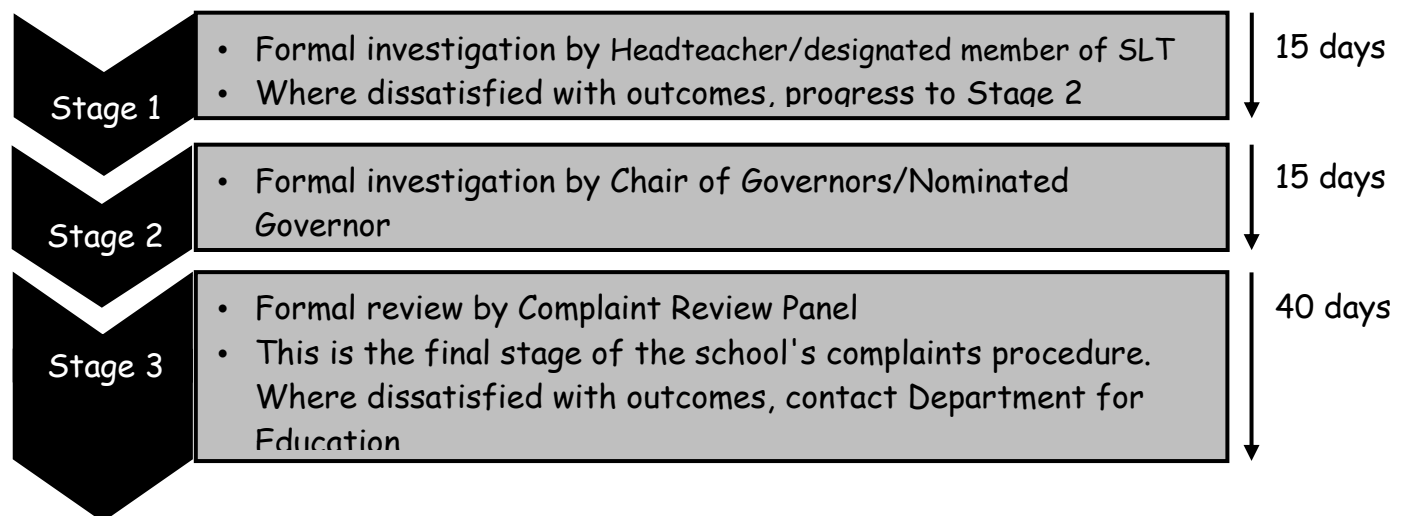 Stage 1
• Formal investigation by Headteacher/designated member of SLT
• Where dissatisfied with outcomes, progress to Stage 2
15 days
Stage 2
• Formal investigation by Chair of Governors/Nominated
Governor
15 days
Stage 3
• Formal review by Complaint Review Panel
• This is the final stage of the school's complaints procedure.
Where dissatisfied with outcomes, contact Department for
Education
40 days